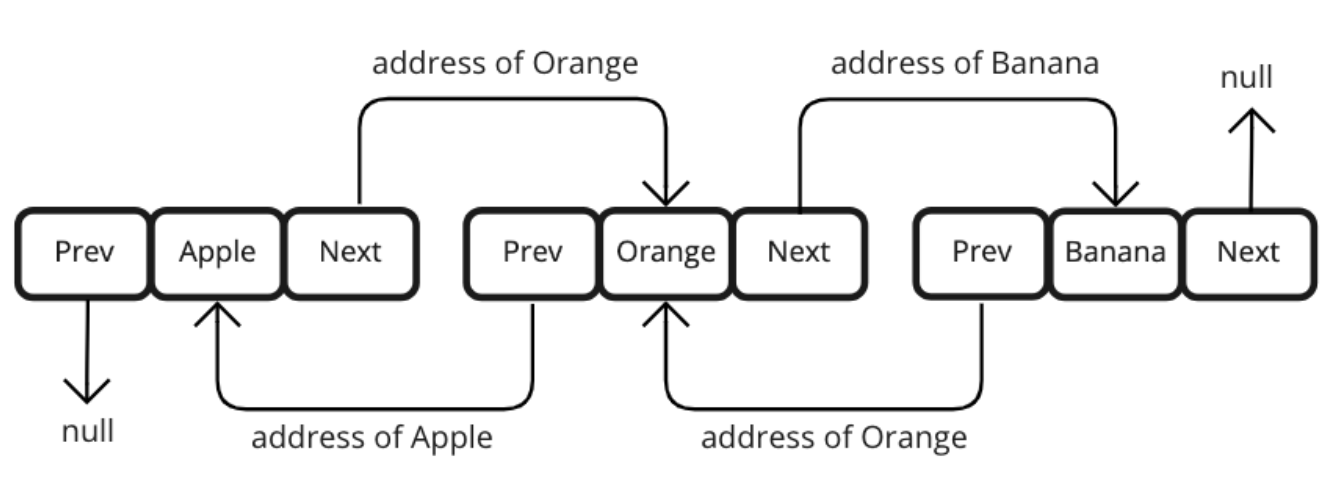 address of Orange
address of Banana
null
Prev
Apple
Next
Prev
Orange
Next
Prev
Banana
Next
null
address of Apple
address of Orange